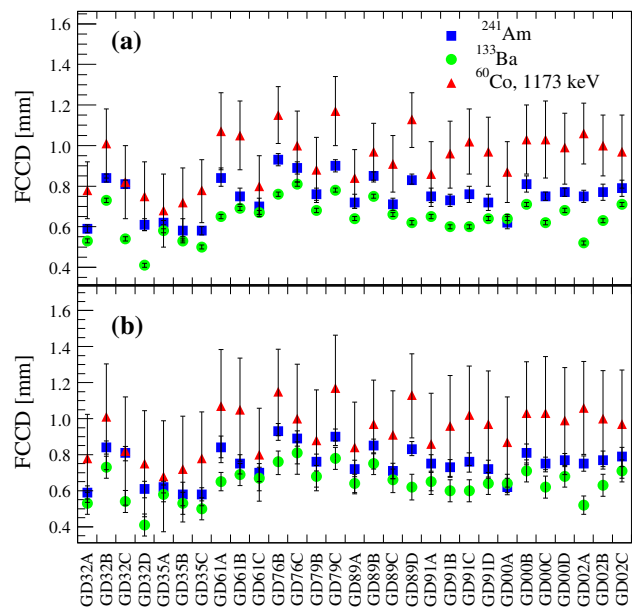 1.6
(a)
²⁴¹Am
1.4
¹³³Ba
⁶⁰Co, 1173 keV
1.2
1.0
0.8
0.6
0.4
FCCD [mm]
1.6
(b)
1.4
1.2
1.0
0.8
0.6
0.4
FCCD [mm]
GD32A
GD32B
GD32C
GD32D
GD35A
GD35B
GD35C
GD61A
GD61B
GD61C
GD76B
GD76C
GD79B
GD79C
GD89A
GD89B
GD89C
GD89D
GD91A
GD91B
GD91C
GD91D
GD00A
GD00B
GD00C
GD00D
GD02A
GD02B
GD02C